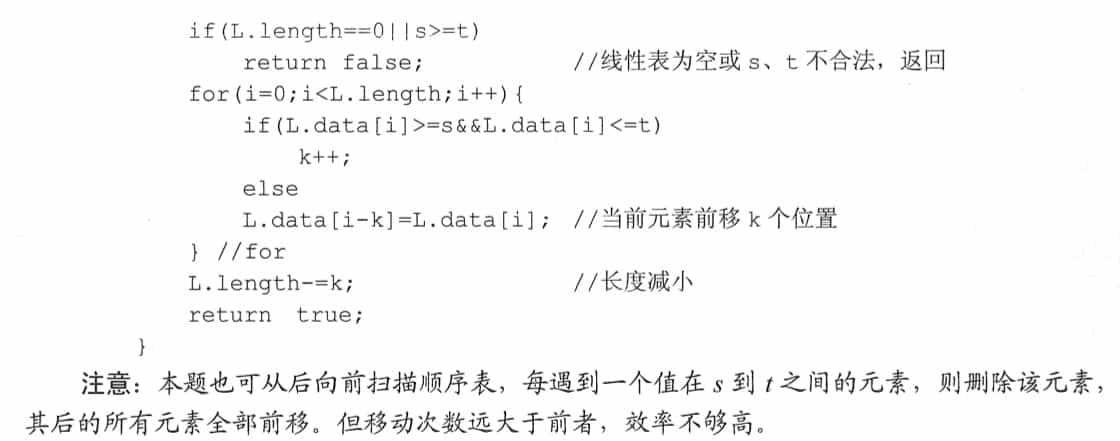 if(L.length==0||s>=t)
return false; //线性表为空或 s、t 不合法，返回
for(i=0;i<L.length;i++){
if(L.data[i]>=s&&L.data[i]<=t)
k++;
else
L.data[i-k]=L.data[i]; //当前元素前移 k 个位置
} //for
L.length-=k; //长度减小
return true;
}
注意：本题也可从后向前扫描顺序表，每遇到一个值在 s 到 t 之间的元素，则删除该元素，
其后的所有元素全部前移。但移动次数远大于前者，效率不够高。